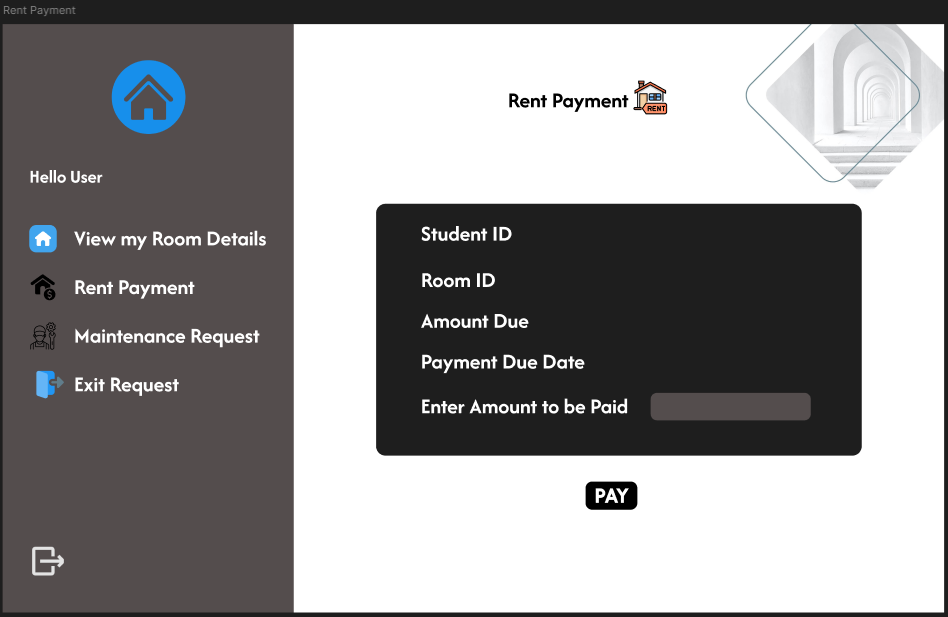 Rent Payment
Rent Payment
RENT
Hello User
View my Room Details
Rent Payment
Maintenance Request
Exit Request
Student ID
Room ID
Amount Due
Payment Due Date
Enter Amount to be Paid
PAY